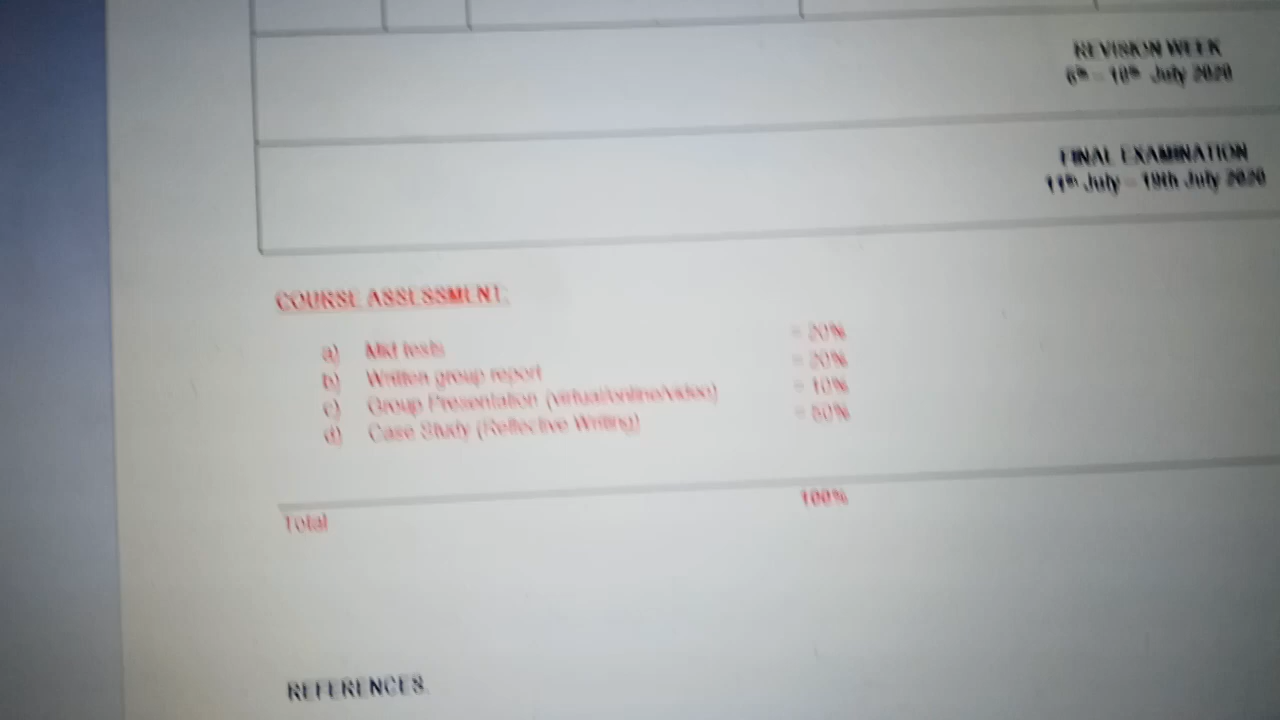 REVISION WEEK
6th – 10th July 2020
FINAL EXAMINATION
11th July – 19th July 2020
COURSE ASSESSMENT:
a) Mid tests = 20%
b) Written group report = 20%
c) Group Presentation (virtual/online/video) = 10%
d) Case Study (Reflective Writing) = 50%
Total 100%
REFERENCES: